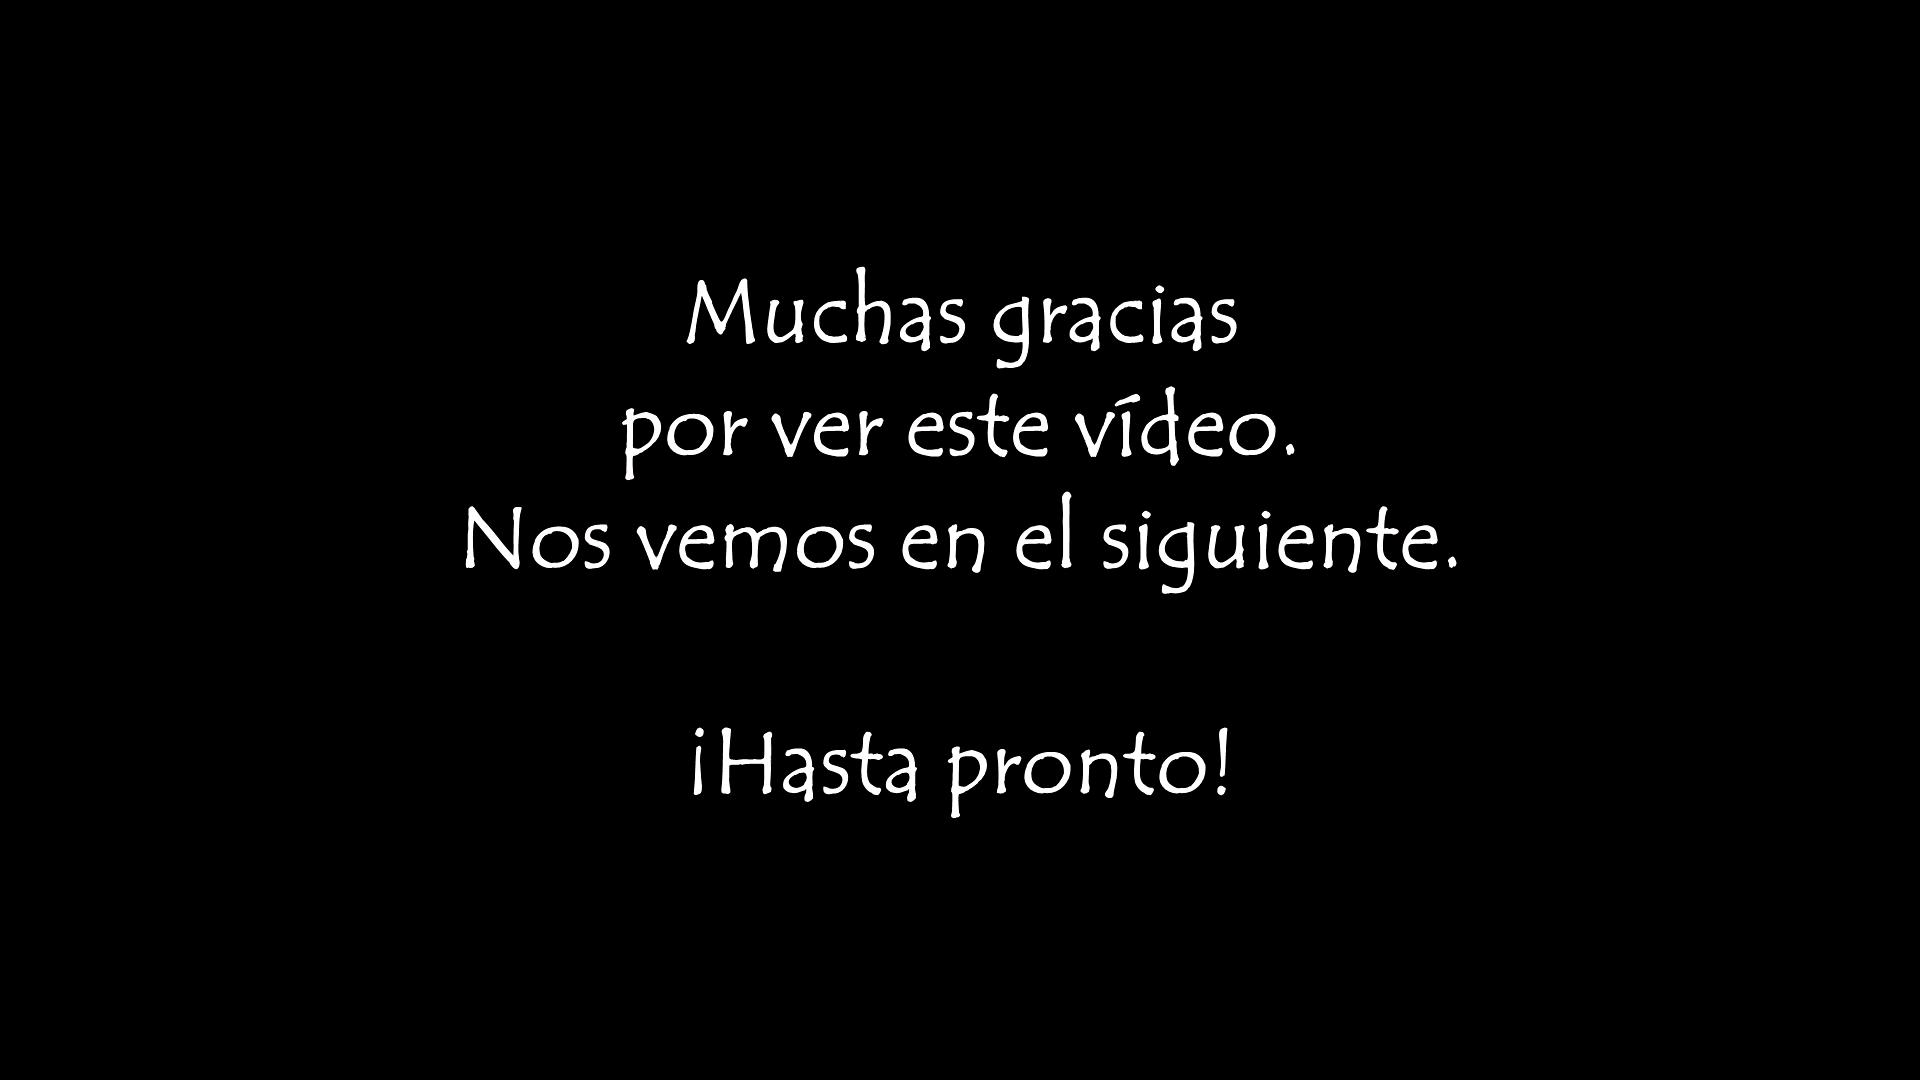 Muchas gracias
por ver este vídeo.
Nos vemos en el siguiente.
¡Hasta pronto!